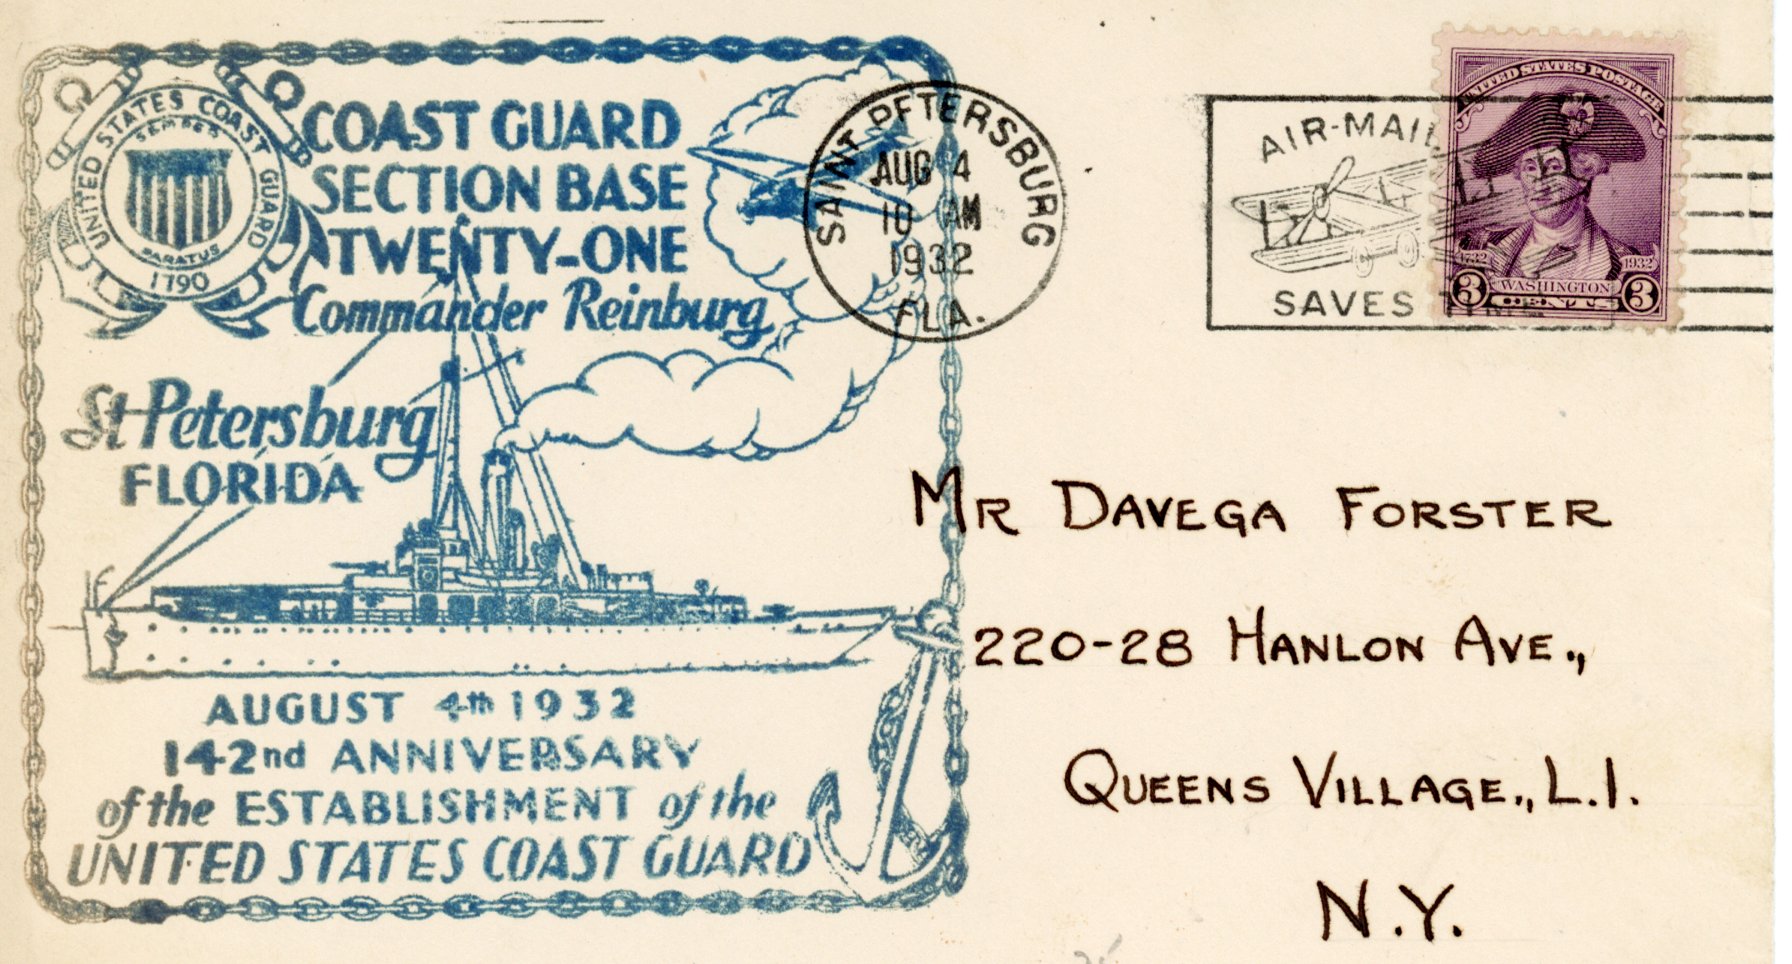 UNITED STATES COAST GUARD
SEMPER
PARATUS
1790
COAST GUARD
SECTION BASE
TWENTY-ONE
Commander Reinburg
St Petersburg
FLORIDA
AUGUST 4th 1932
142nd ANNIVERSARY
of the ESTABLISHMENT of the
UNITED STATES COAST GUARD
SAINT PETERSBURG
AUG 4
10 AM
1932
FLA.
AIR-MAIL
SAVES TIME
UNITED STATES POSTAGE
1732 1932
3 WASHINGTON 3
CENTS
MR DAVEGA FORSTER
220-28 HANLON AVE.,
QUEENS VILLAGE., L.I.
N.Y.